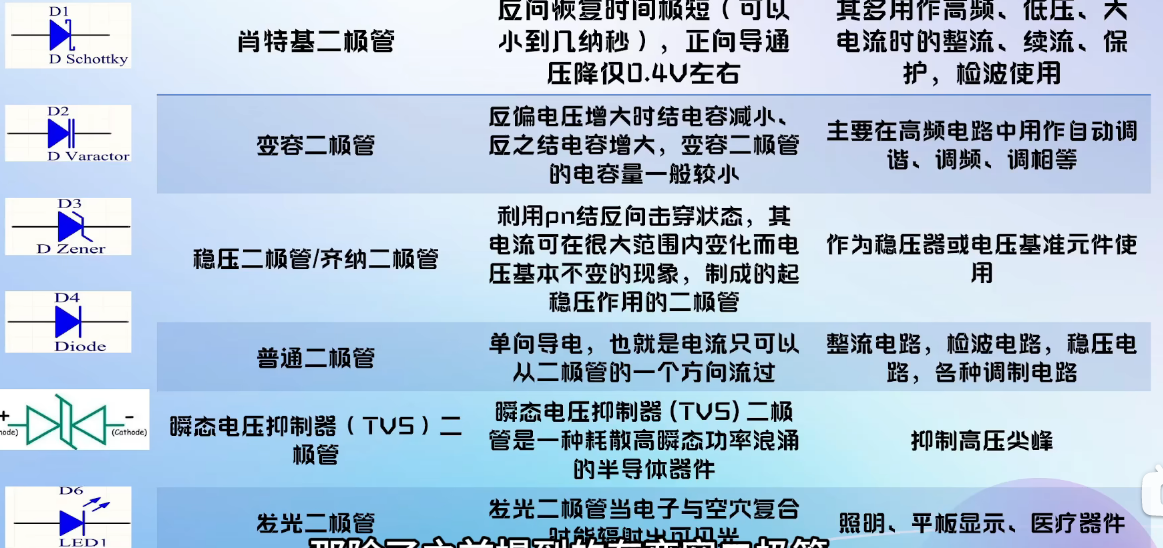 D1
D Schottky
肖特基二极管
反向恢复时间极短（可以
小到几纳秒），正向导通
压降仅0.4V左右
其多用作高频、低压、大
电流时的整流、续流、保
护，检波使用
D2
D Varactor
变容二极管
反偏电压增大时结电容减小、
反之结电容增大，变容二极管
的电容量一般较小
主要在高频电路中用作自动调
谐、调频、调相等
D3
D Zener
稳压二极管/齐纳二极管
利用pn结反向击穿状态，其
电流可在很大范围内变化而电
压基本不变的现象，制成的起
稳压作用的二极管
作为稳压器或电压基准元件使
用
D4
Diode
普通二极管
单向导电，也就是电流只可以
从二极管的一个方向流过
整流电路，检波电路，稳压电
路，各种调制电路
+
-
node)
(Cathode)
瞬态电压抑制器（TVS）二
极管
瞬态电压抑制器(TVS)二极
管是一种耗散高瞬态功率浪涌
的半导体器件
抑制高压尖峰
D6
LED1
发光二极管
发光二极管当电子与空穴复合
时能辐射出可见光
照明、平板显示、医疗器件